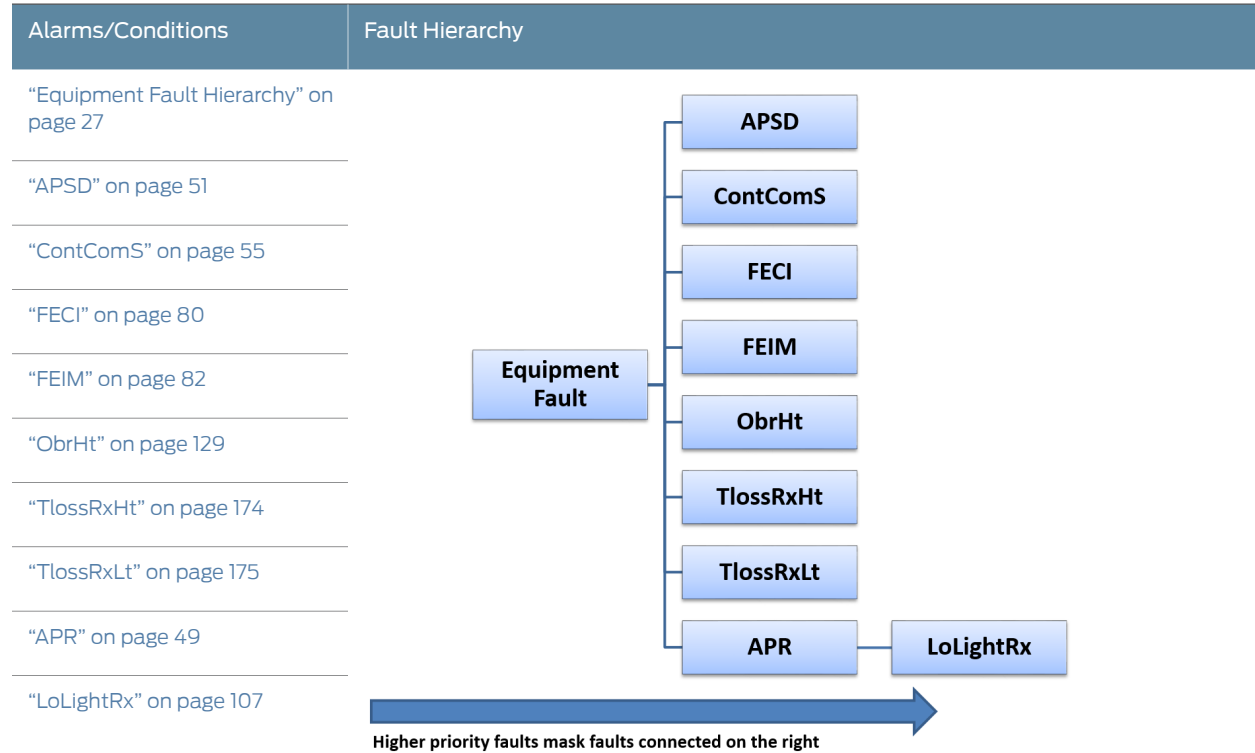 Alarms/Conditions
Fault Hierarchy
“Equipment Fault Hierarchy” on
page 27
“APSD” on page 51
“ContComS” on page 55
“FECI” on page 80
“FEIM” on page 82
“ObrHt” on page 129
“TlossRxHt” on page 174
“TlossRxLt” on page 175
“APR” on page 49
“LoLightRx” on page 107
Equipment
Fault
APSD
ContComS
FECI
FEIM
ObrHt
TlossRxHt
TlossRxLt
APR
LoLightRx
Higher priority faults mask faults connected on the right